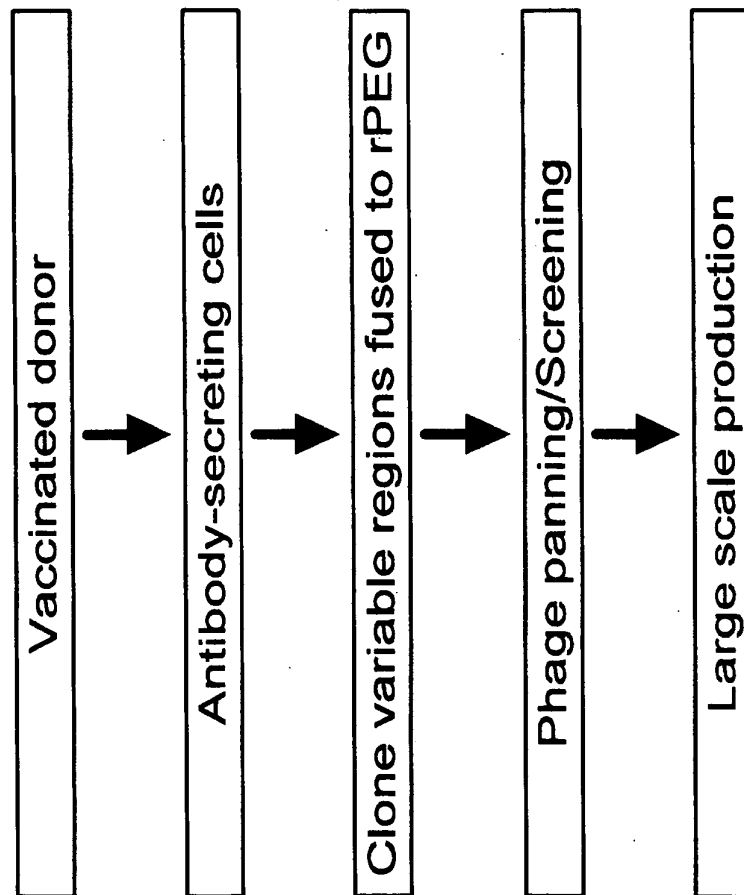 Vaccinated donor
Antibody-secreting cells
Clone variable regions fused to rPEG
Phage panning/Screening
Large scale production